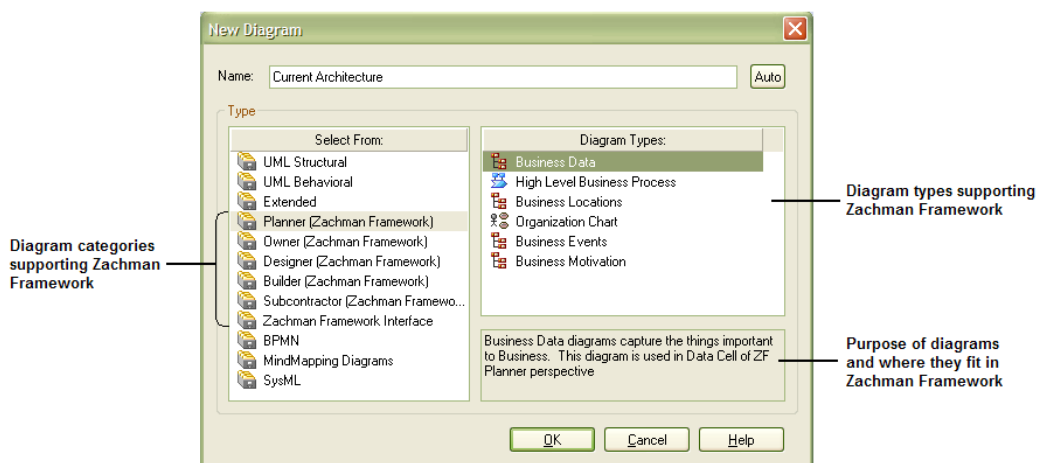 New Diagram
Name:
Current Architecture
Auto
Type
Select From:
UML Structural
UML Behavioral
Extended
Planner (Zachman Framework)
Owner (Zachman Framework)
Designer (Zachman Framework)
Builder (Zachman Framework)
Subcontractor (Zachman Framewo...
Zachman Framework Interface
BPMN
MindMapping Diagrams
SysML
Diagram Types:
Business Data
High Level Business Process
Business Locations
Organization Chart
Business Events
Business Motivation
Business Data diagrams capture the things important
to Business. This diagram is used in Data Cell of ZF
Planner perspective
OK
Cancel
Help
Diagram categories
supporting Zachman
Framework
Diagram types supporting
Zachman Framework
Purpose of diagrams
and where they fit in
Zachman Framework